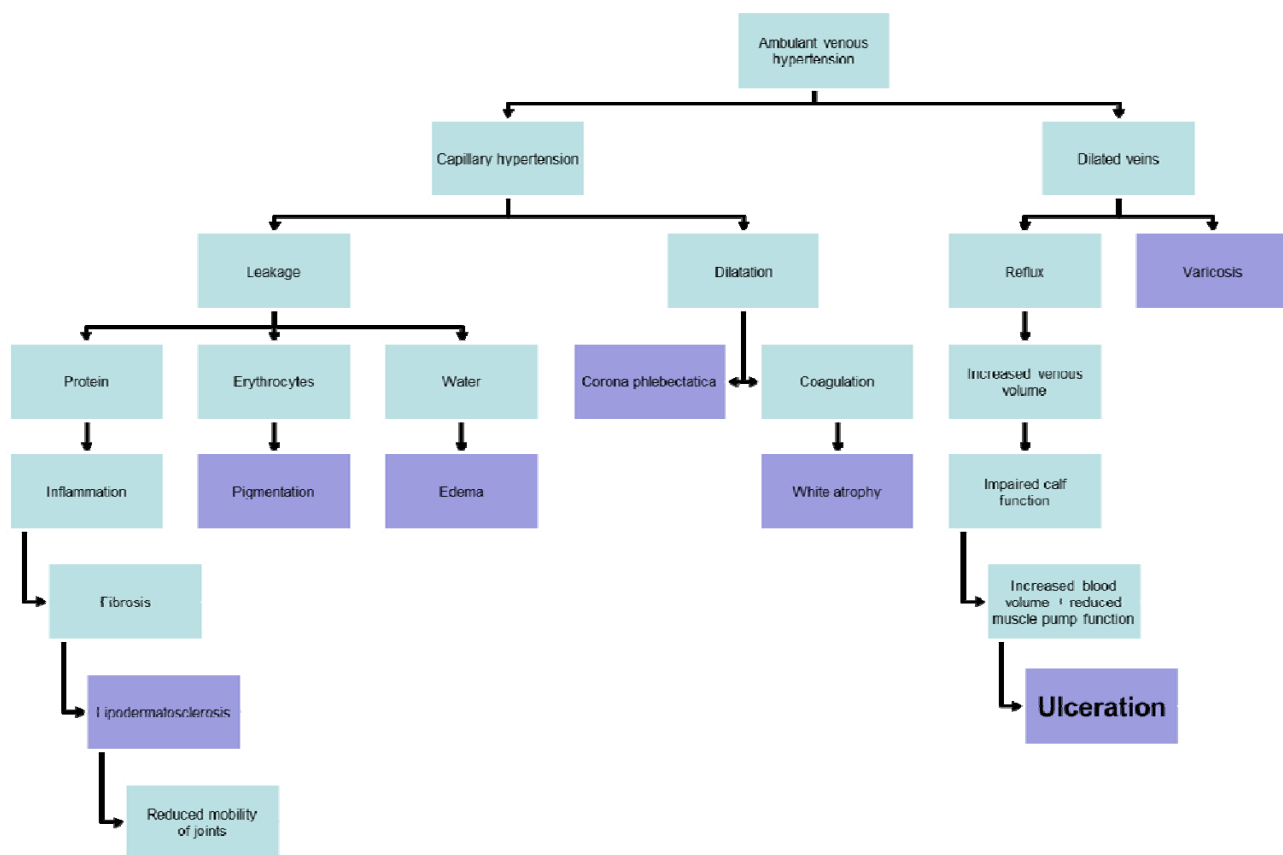 Ambulant venous
hypertension
Capillary hypertension
Dilated veins
Leakage
Dilatation
Reflux
Varicosis
Protein
Erythrocytes
Water
Corona phlebectatica
Coagulation
Increased venous
volume
Inflammation
Pigmentation
Edema
White atrophy
Impaired calf
function
Fibrosis
Increased blood
volume + reduced
muscle pump function
Lipodermatosclerosis
Ulceration
Reduced mobility
of joints